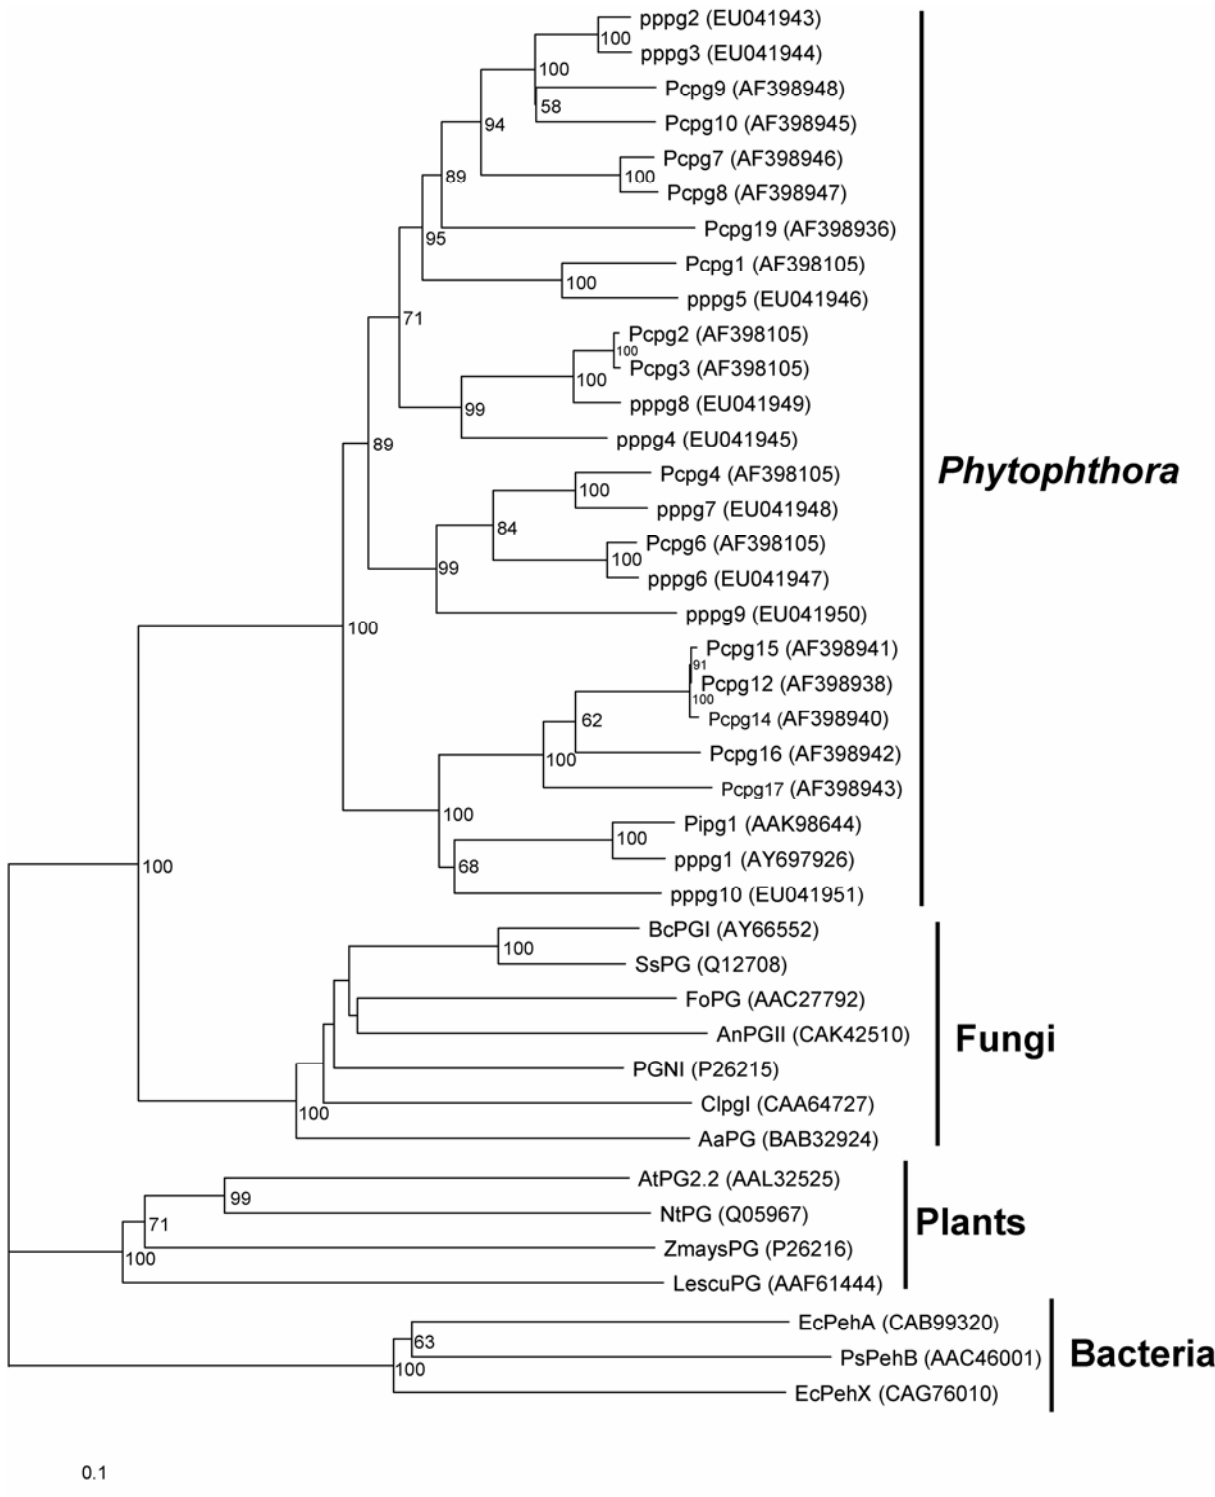 pppg2 (EU041943)
100
pppg3 (EU041944)
100
Pcpg9 (AF398948)
58
Pcpg10 (AF398945)
94
Pcpg7 (AF398946)
100
Pcpg8 (AF398947)
89
Pcpg19 (AF398936)
95
Pcpg1 (AF398105)
100
pppg5 (EU041946)
71
Pcpg2 (AF398105)
100
Pcpg3 (AF398105)
100
pppg8 (EU041949)
99
pppg4 (EU041945)
89
Phytophthora
Pcpg4 (AF398105)
100
pppg7 (EU041948)
84
Pcpg6 (AF398105)
100
pppg6 (EU041947)
99
pppg9 (EU041950)
100
Pcpg15 (AF398941)
91
Pcpg12 (AF398938)
100
Pcpg14 (AF398940)
62
Pcpg16 (AF398942)
100
Pcpg17 (AF398943)
100
Pipg1 (AAK98644)
100
pppg1 (AY697926)
68
100
pppg10 (EU041951)
BcPGI (AY66552)
100
SsPG (Q12708)
FoPG (AAC27792)
AnPGII (CAK42510)
Fungi
PGNI (P26215)
ClpgI (CAA64727)
100
AaPG (BAB32924)
AtPG2.2 (AAL32525)
99
NtPG (Q05967)
71
Plants
ZmaysPG (P26216)
100
LescuPG (AAF61444)
EcPehA (CAB99320)
63
PsPehB (AAC46001)
Bacteria
100
EcPehX (CAG76010)
0.1